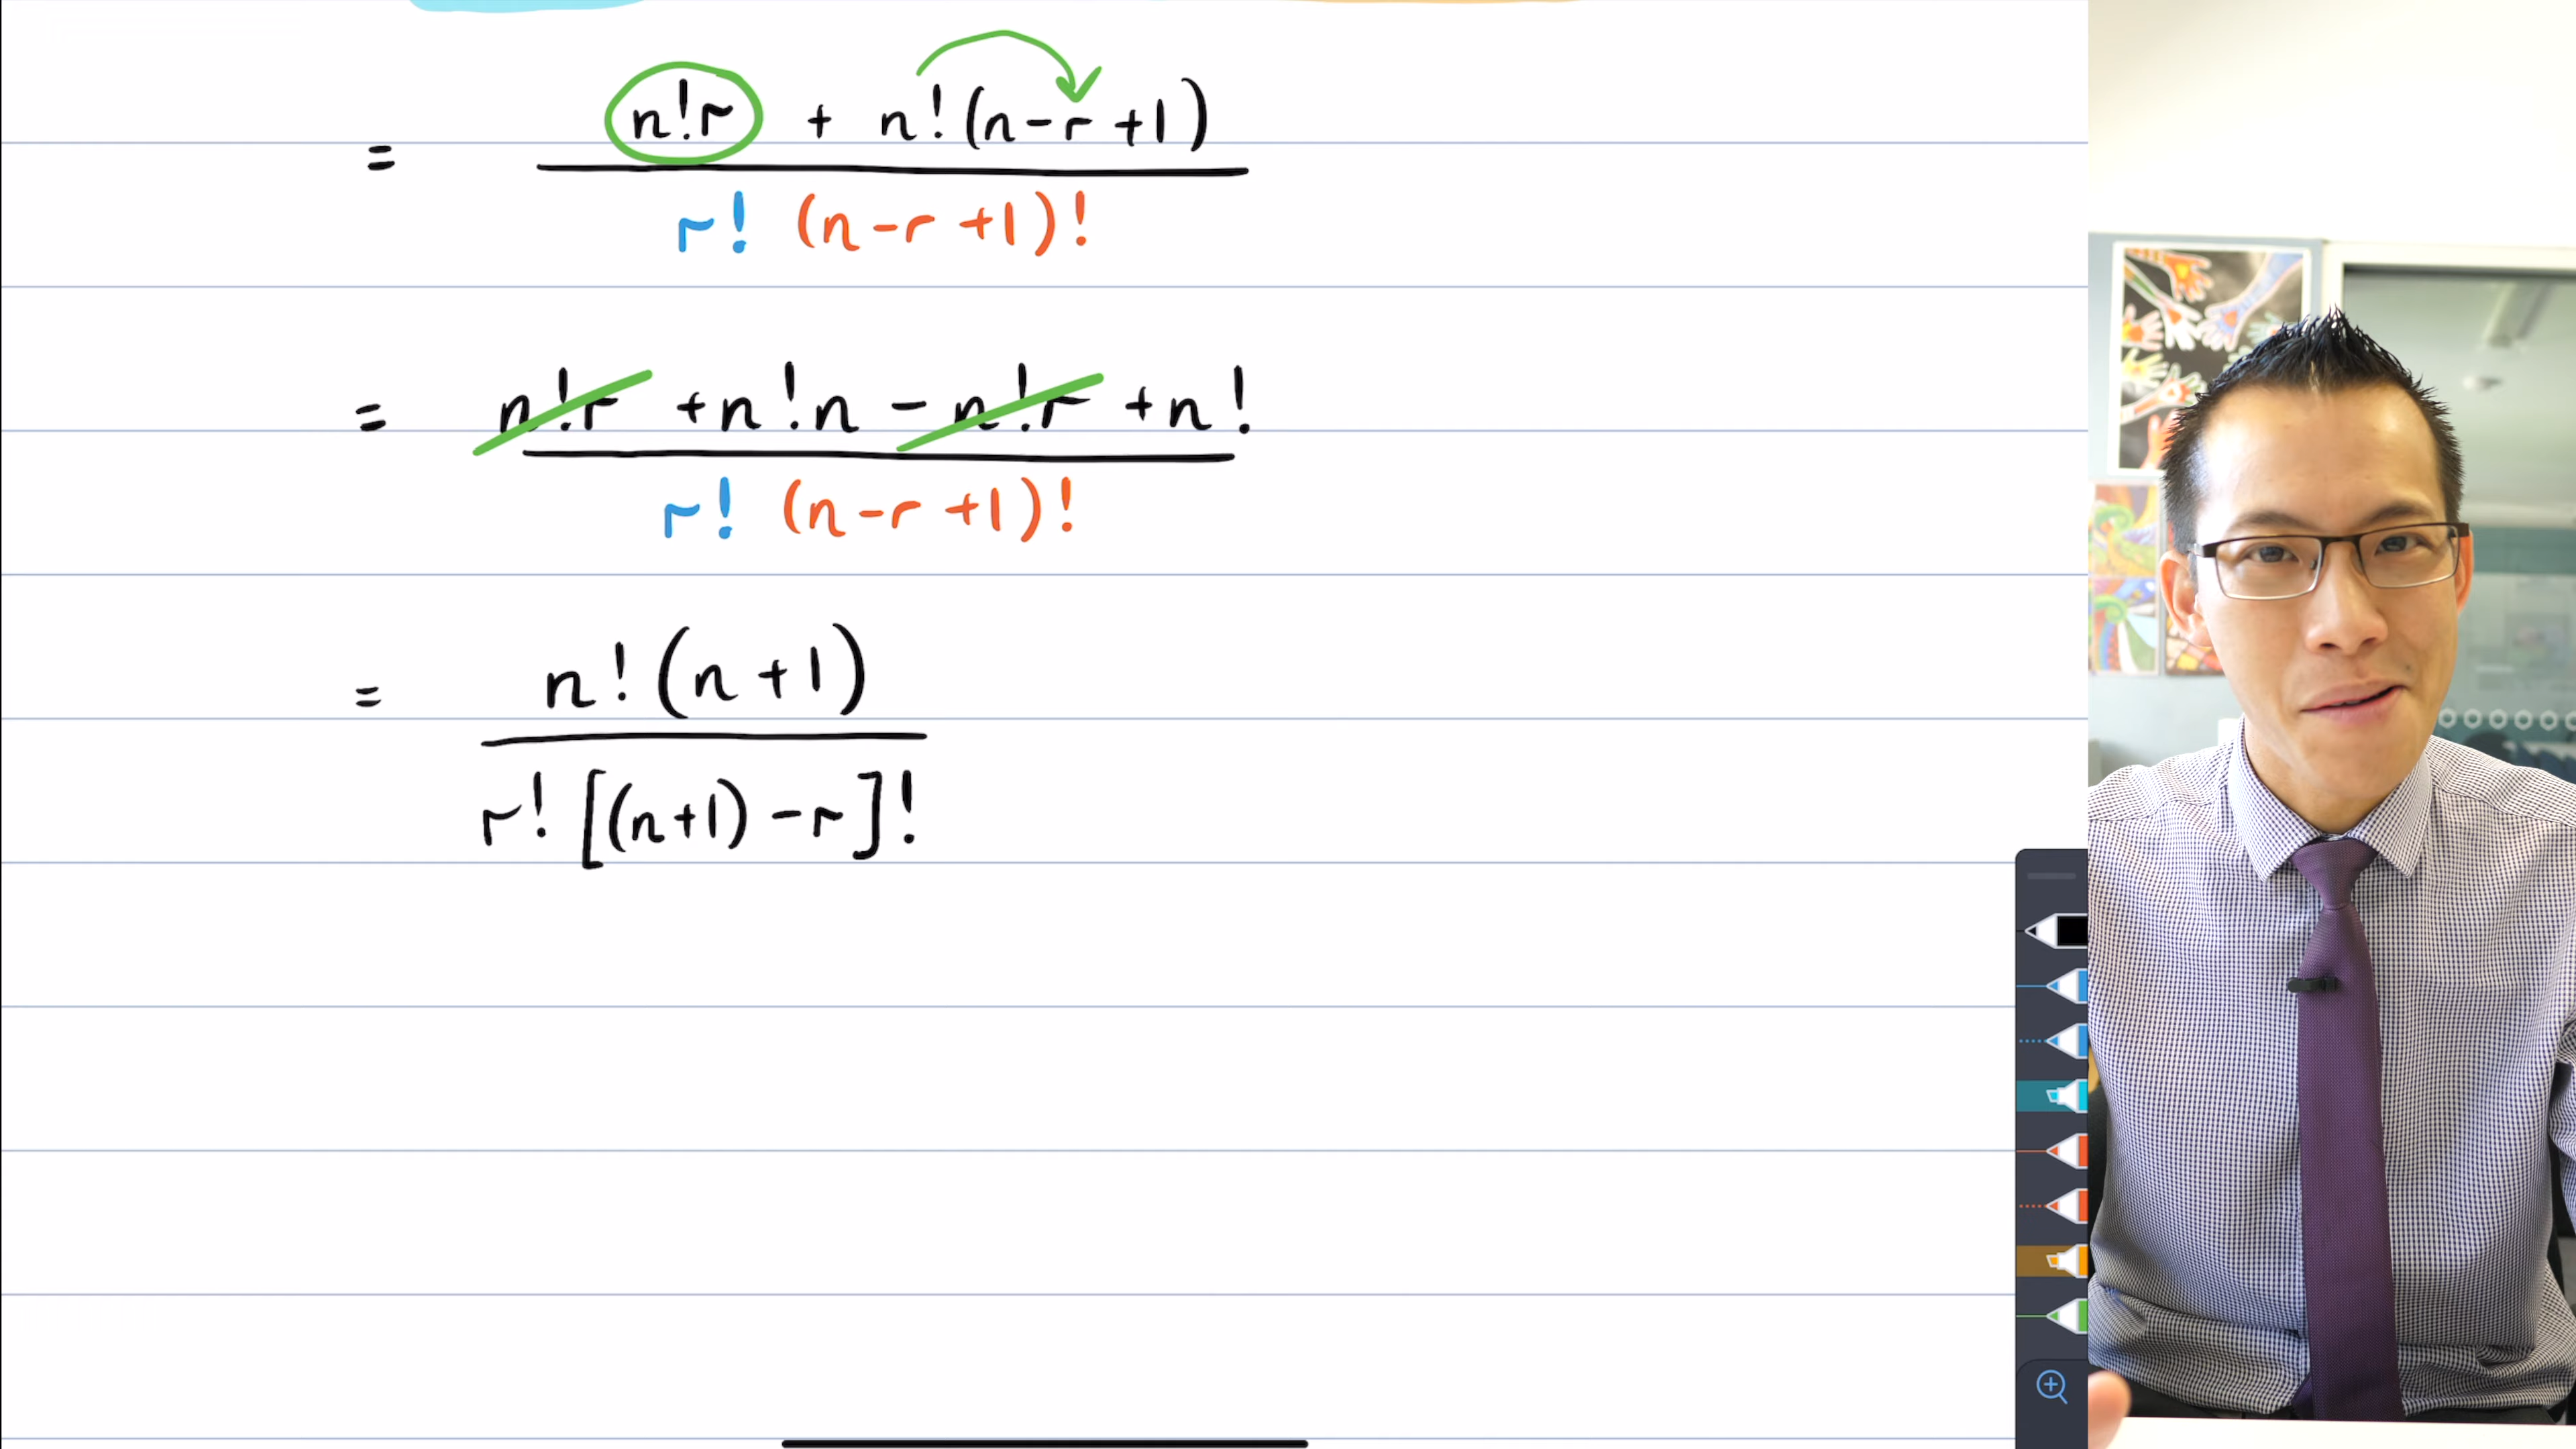 n!r + n!(n-r+1)
=
r! (n-r+1)!
= n!r +n!n - n!r +n!
r! (n-r+1)!
= n!(n+1)
r! [(n+1)-r]!